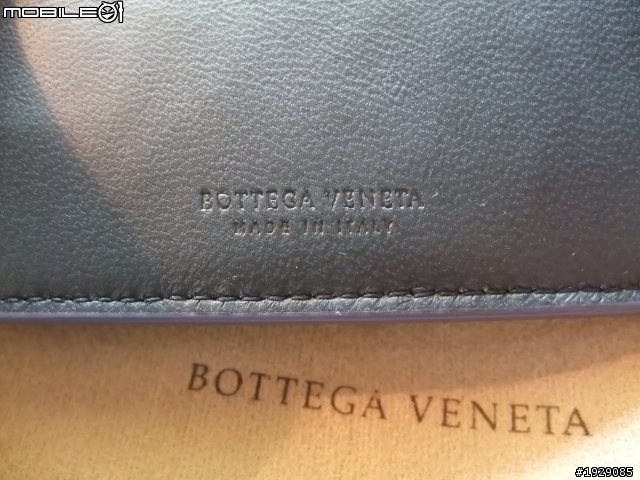 MOBILE01
BOTTEGA VENETA
MADE IN ITALY
BOTTEGA VENETA
#1929085